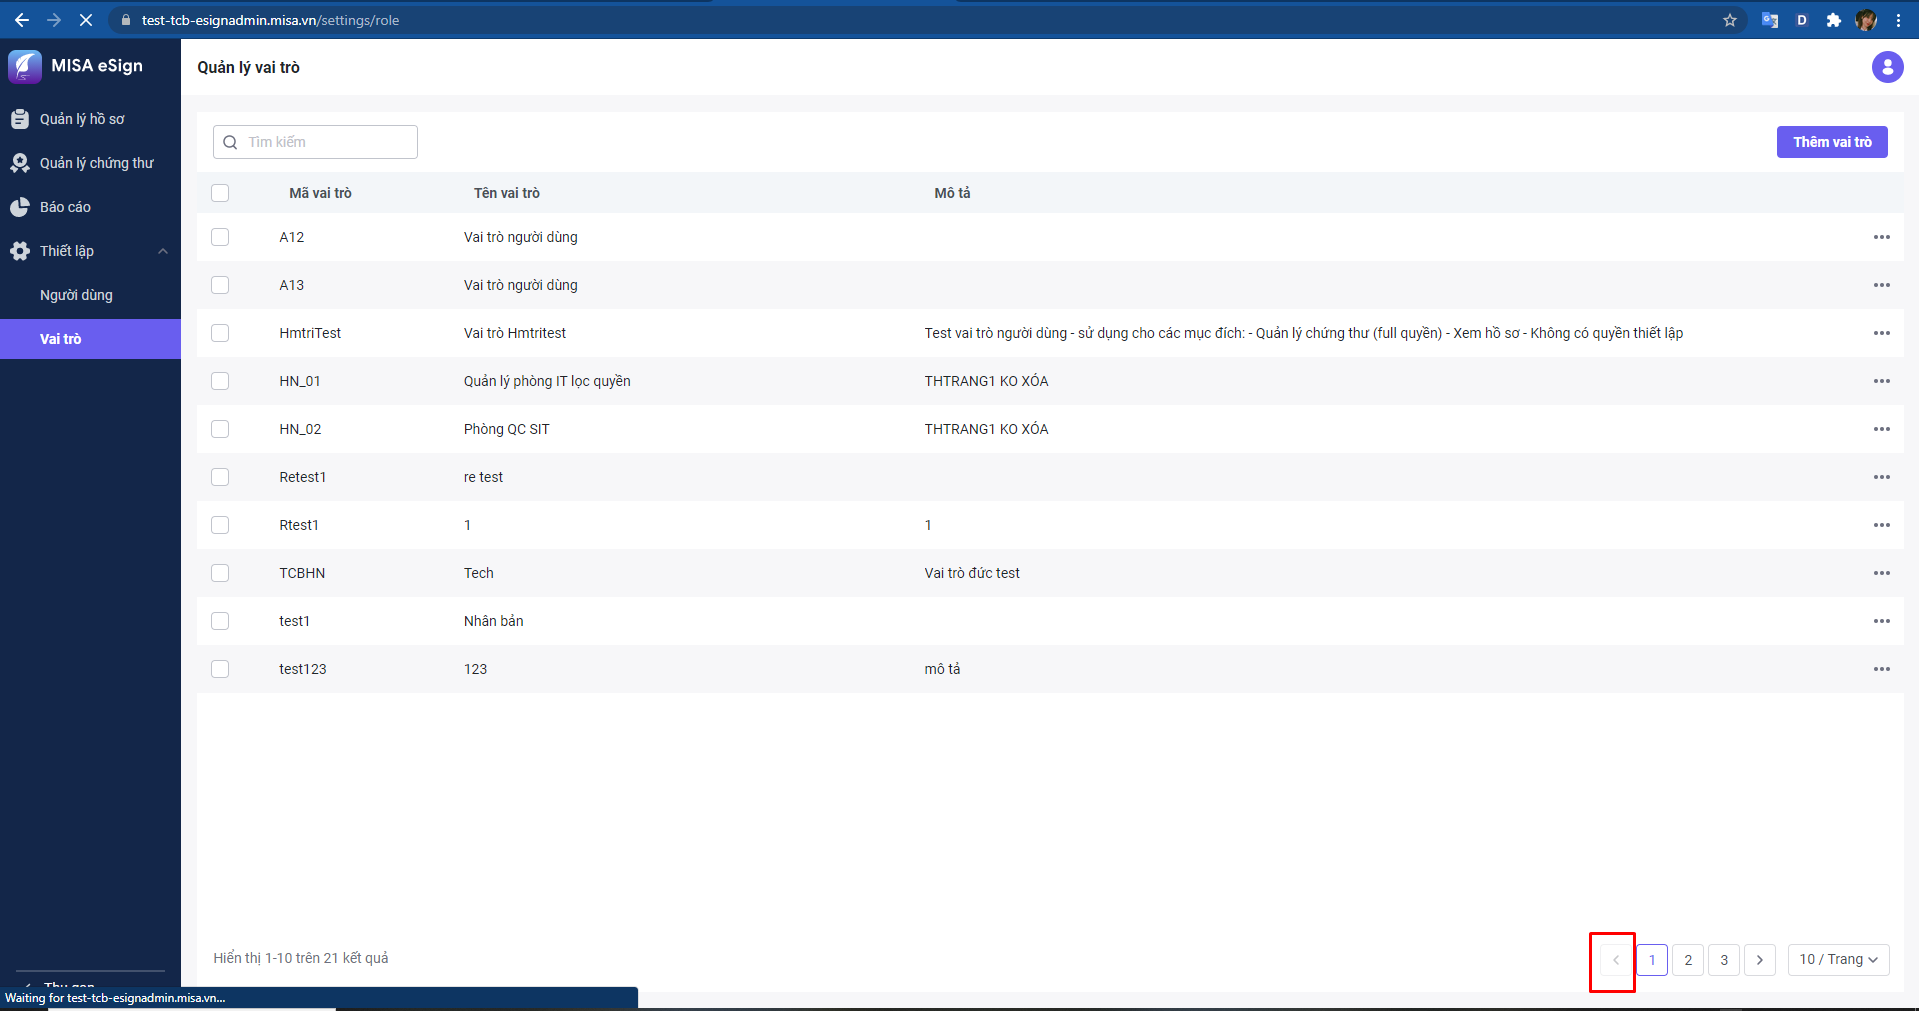 test-tcb-esignadmin.misa.vn/settings/role
D
MISA eSign
Quản lý vai trò
Quản lý hồ sơ
Tìm kiếm
Thêm vai trò
Quản lý chứng thư
Mã vai trò Tên vai trò Mô tả
Báo cáo
A12 Vai trò người dùng
Thiết lập
A13 Vai trò người dùng
Người dùng
HmtriTest Vai trò Hmtritest Test vai trò người dùng - sử dụng cho các mục đích: - Quản lý chứng thư (full quyền) - Xem hồ sơ - Không có quyền thiết lập
Vai trò
HN_01 Quản lý phòng IT lọc quyền THTRANG1 KO XÓA
HN_02 Phòng QC SIT THTRANG1 KO XÓA
Retest1 re test
Rtest1 1 1
TCBHN Tech Vai trò đức test
test1 Nhân bản
test123 123 mô tả
Hiển thị 1-10 trên 21 kết quả
1 2 3 10 / Trang
Thu gọn
Waiting for test-tcb-esignadmin.misa.vn...